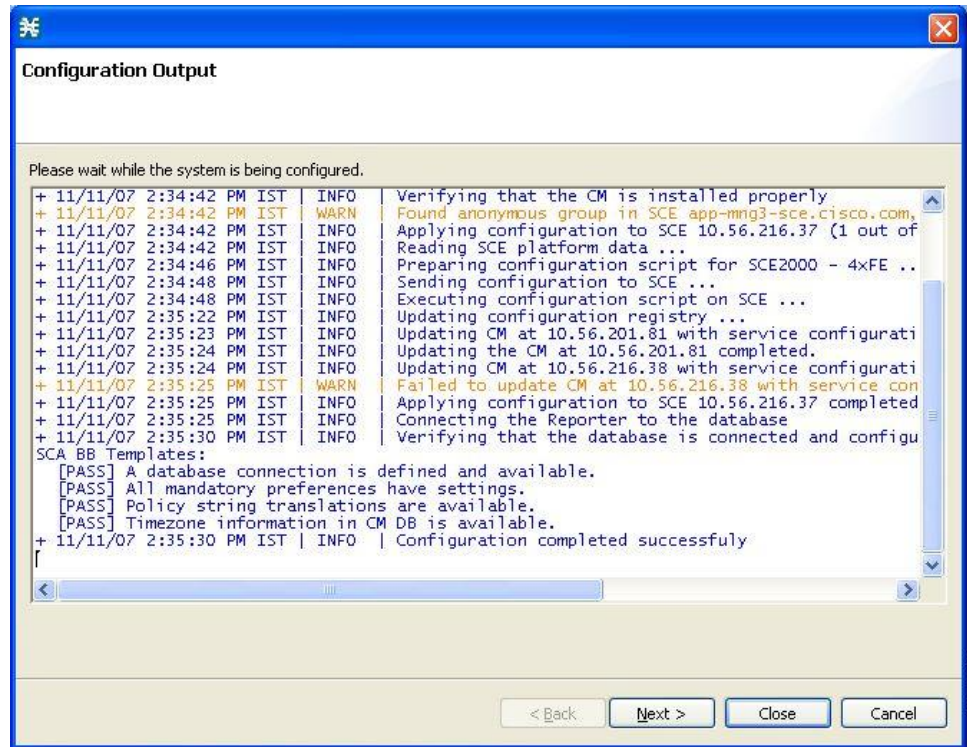 Configuration Output
Please wait while the system is being configured.
+ 11/11/07 2:34:42 PM IST | INFO | Verifying that the CM is installed properly
+ 11/11/07 2:34:42 PM IST | WARN | Found anonymous group in SCE app-mng3-sce.cisco.com,
+ 11/11/07 2:34:42 PM IST | INFO | Applying configuration to SCE 10.56.216.37 (1 out of
+ 11/11/07 2:34:42 PM IST | INFO | Reading SCE platform data ...
+ 11/11/07 2:34:46 PM IST | INFO | Preparing configuration script for SCE2000 - 4xFE ..
+ 11/11/07 2:34:48 PM IST | INFO | Sending configuration to SCE ...
+ 11/11/07 2:34:48 PM IST | INFO | Executing configuration script on SCE ...
+ 11/11/07 2:35:22 PM IST | INFO | Updating configuration registry ...
+ 11/11/07 2:35:23 PM IST | INFO | Updating CM at 10.56.201.81 with service configurati
+ 11/11/07 2:35:24 PM IST | INFO | Updating the CM at 10.56.201.81 completed.
+ 11/11/07 2:35:24 PM IST | INFO | Updating CM at 10.56.216.38 with service configurati
+ 11/11/07 2:35:25 PM IST | WARN | Failed to update CM at 10.56.216.38 with service con
+ 11/11/07 2:35:25 PM IST | INFO | Applying configuration to SCE 10.56.216.37 completed
+ 11/11/07 2:35:25 PM IST | INFO | Connecting the Reporter to the database
+ 11/11/07 2:35:30 PM IST | INFO | Verifying that the database is connected and configu
SCA BB Templates:
[PASS] A database connection is defined and available.
[PASS] All mandatory preferences have settings.
[PASS] Policy string translations are available.
[PASS] Timezone information in CM DB is available.
+ 11/11/07 2:35:30 PM IST | INFO | Configuration completed successfuly
< Back Next > Close Cancel